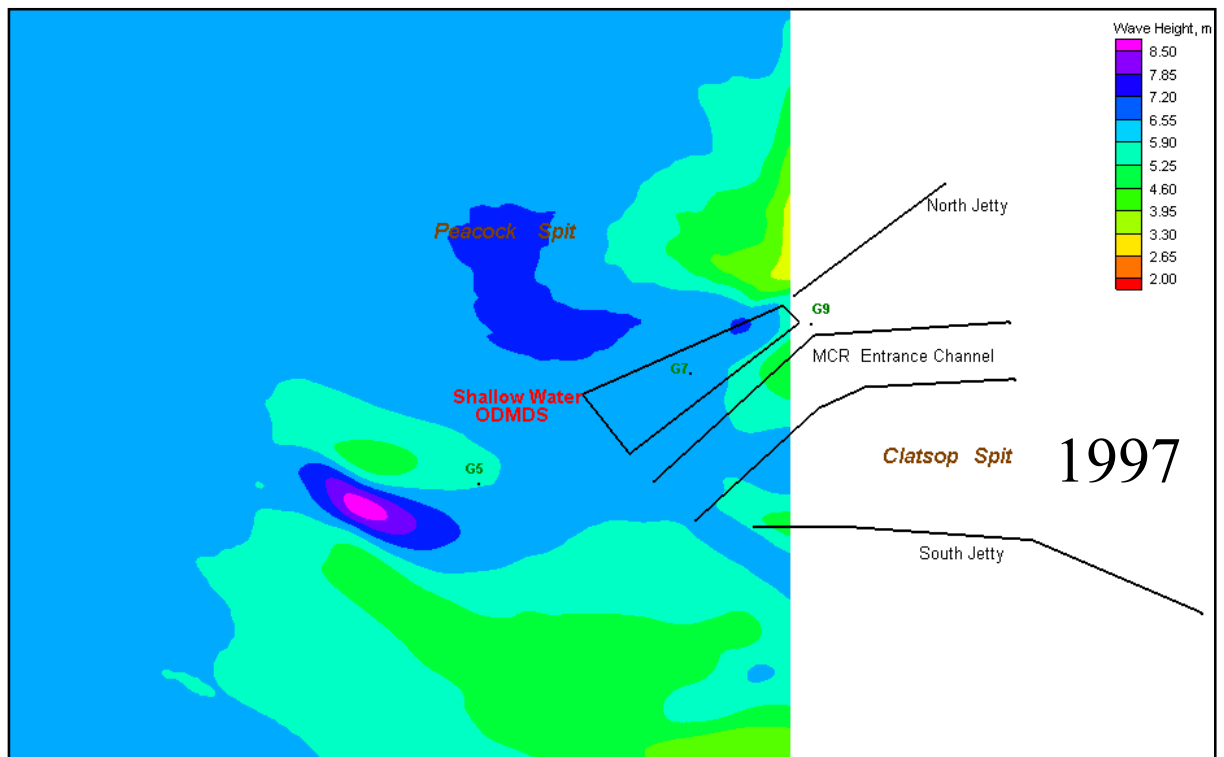 Wave Height, m
8.50
7.85
7.20
6.55
5.90
5.25
4.60
3.95
3.30
2.65
2.00
North Jetty
Peacock Spit
G9
MCR Entrance Channel
G7
Shallow Water
ODMDS
Clatsop Spit
1997
G5
South Jetty